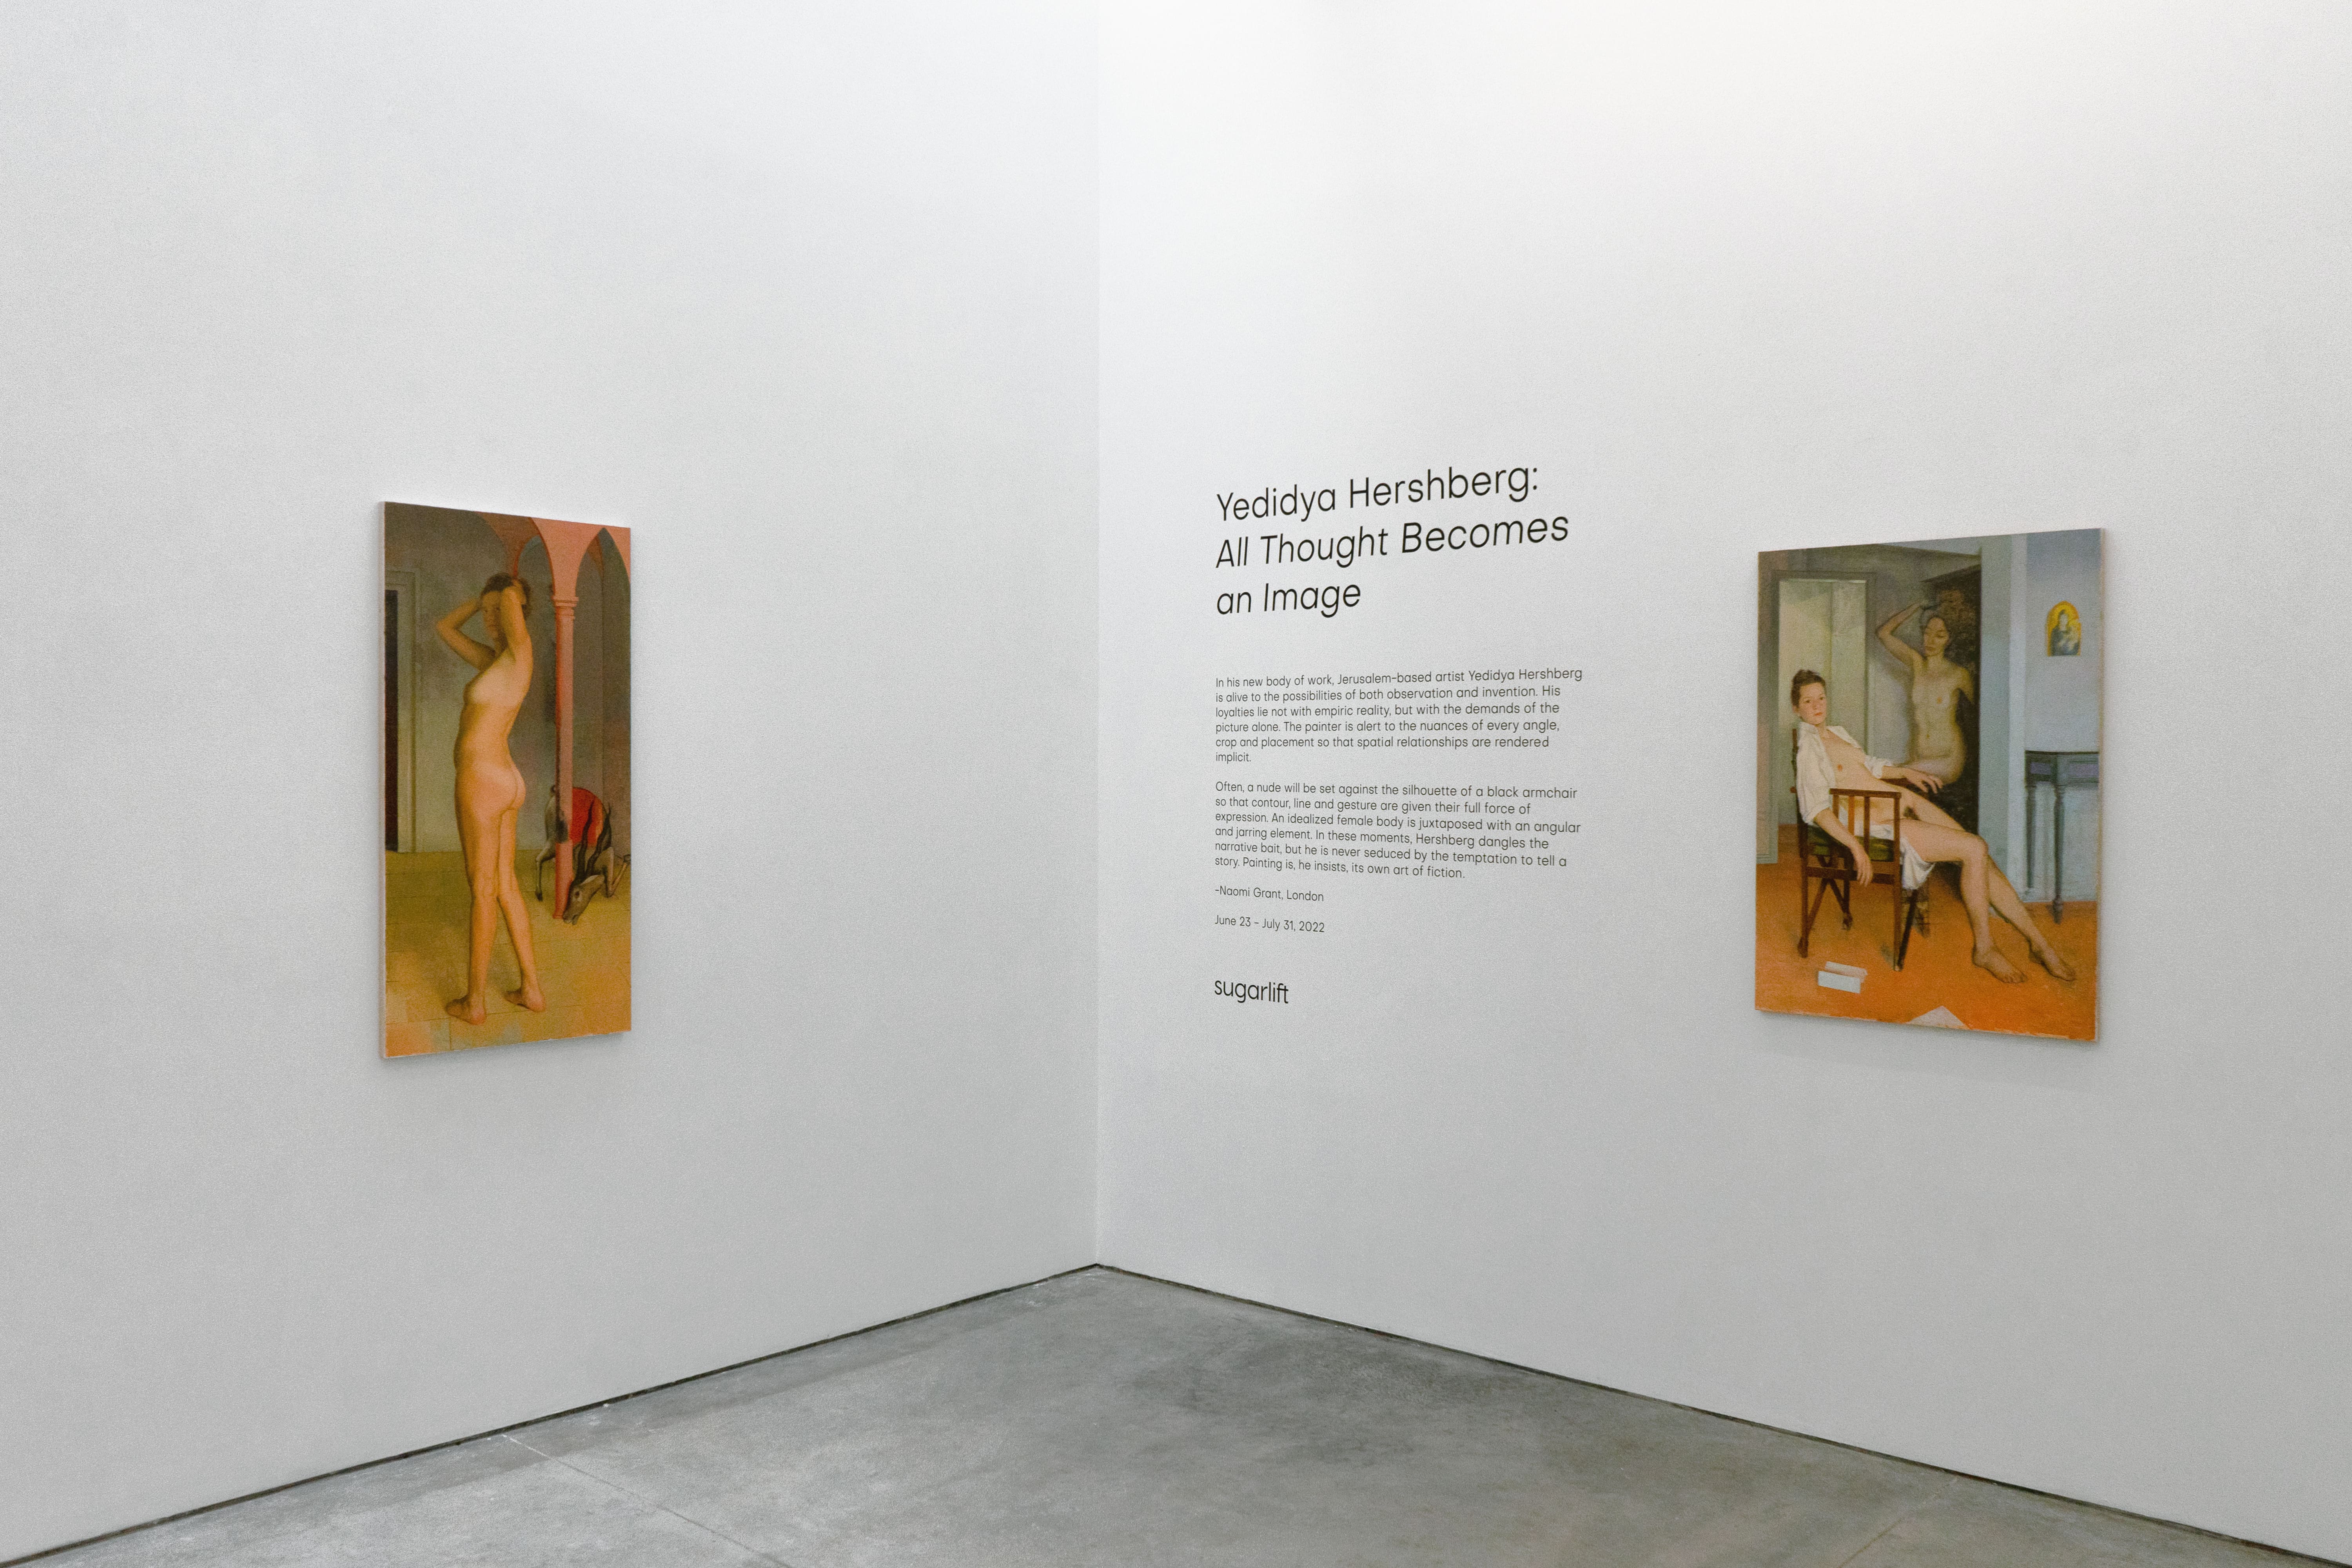 Yedidya Hershberg:
All Thought Becomes
an Image
In his new body of work, Jerusalem-based artist Yedidya Hershberg
is alive to the possibilities of both observation and invention. His
loyalties lie not with empiric reality, but with the demands of the
picture alone. The painter is alert to the nuances of every angle,
crop and placement so that spatial relationships are rendered
implicit.
Often, a nude will be set against the silhouette of a black armchair
so that contour, line and gesture are given their full force of
expression. An idealized female body is juxtaposed with an angular
and jarring element. In these moments, Hershberg dangles the
narrative bait, but he is never seduced by the temptation to tell a
story. Painting is, he insists, its own art of fiction.
-Naomi Grant, London
June 23 - July 31, 2022
sugarlift